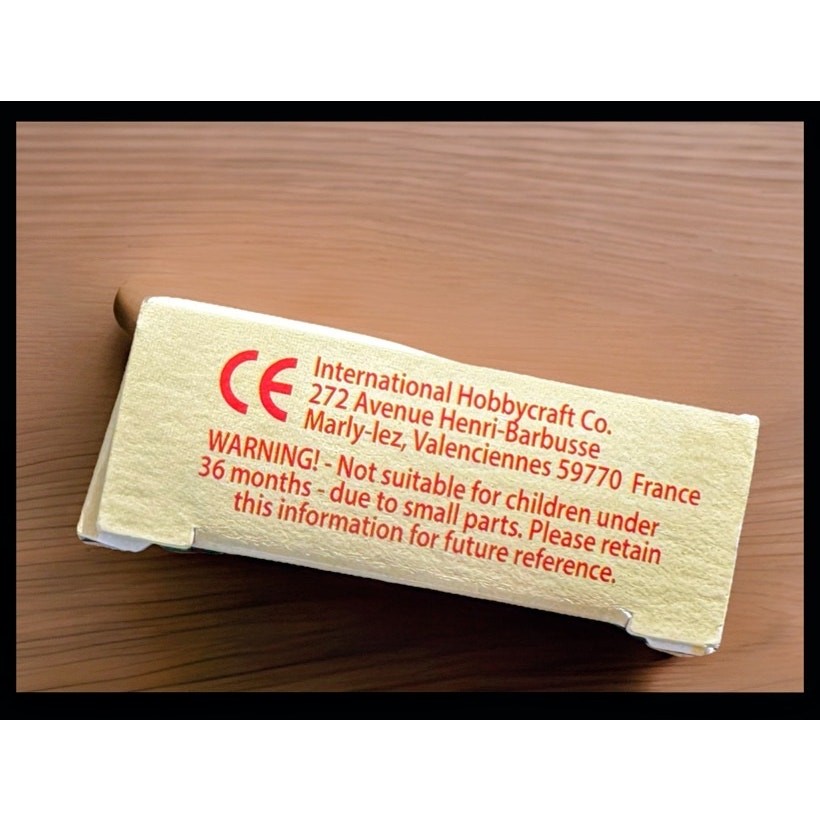 CE
International Hobbycraft Co.
272 Avenue Henri-Barbusse
Marly-lez, Valenciennes 59770 France
WARNING! - Not suitable for children under
36 months - due to small parts. Please retain
this information for future reference.